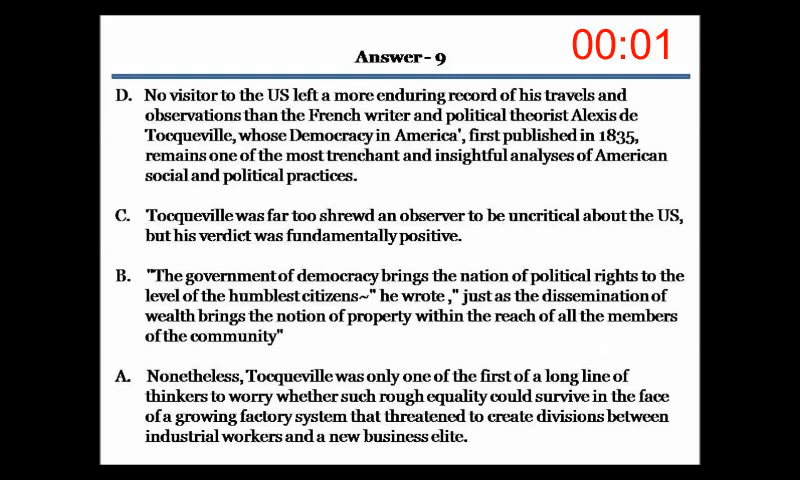 00:01
Answer - 9
D. No visitor to the US left a more enduring record of his travels and
observations than the French writer and political theorist Alexis de
Tocqueville, whose Democracy in America', first published in 1835,
remains one of the most trenchant and insightful analyses of American
social and political practices.
C. Tocqueville was far too shrewd an observer to be uncritical about the US,
but his verdict was fundamentally positive.
B. "The government of democracy brings the nation of political rights to the
level of the humblest citizens~" he wrote ," just as the dissemination of
wealth brings the notion of property within the reach of all the members
of the community"
A. Nonetheless, Tocqueville was only one of the first of a long line of
thinkers to worry whether such rough equality could survive in the face
of a growing factory system that threatened to create divisions between
industrial workers and a new business elite.